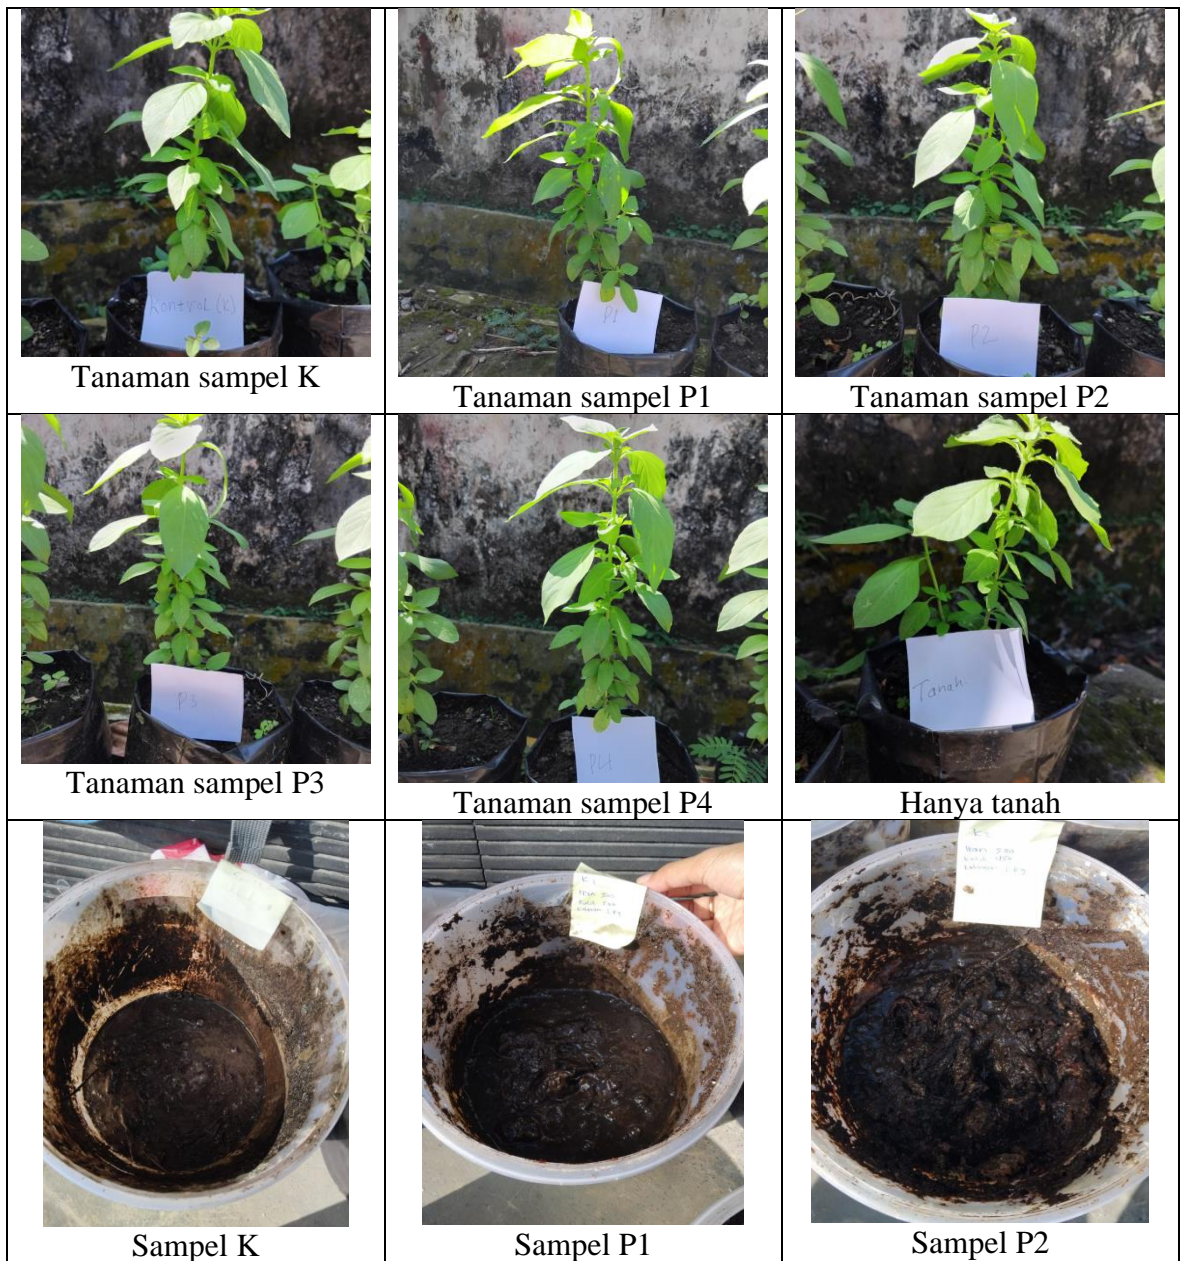 Kontrol (K)
Tanaman sampel K
P1
Tanaman sampel P1
P2
Tanaman sampel P2
P3
Tanaman sampel P3
P4
Tanaman sampel P4
Tanah
Hanya tanah
Sampel K
Sampel P1
Sampel P2